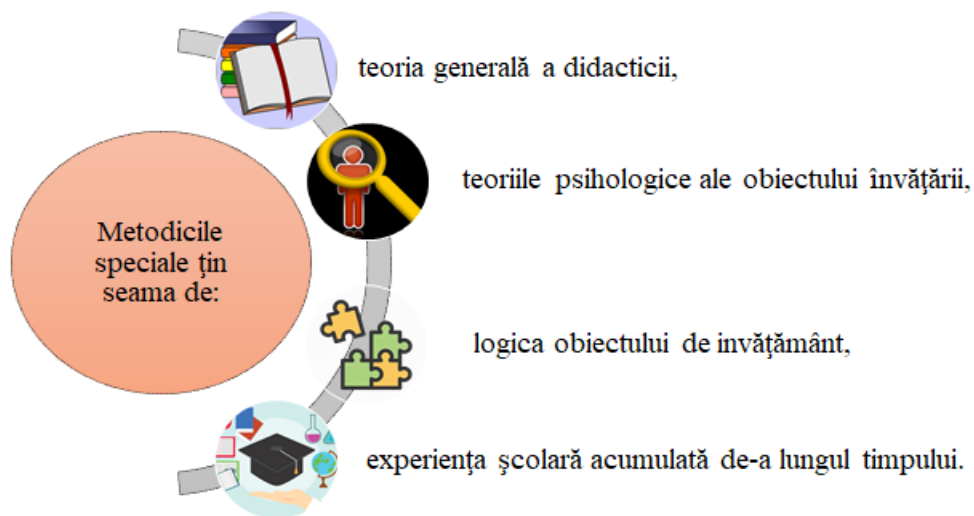 Metodicile
speciale ţin
seama de:
teoria generală a didacticii,
teoriile psihologice ale obiectului învăţării,
logica obiectului de invăţământ,
experienţa şcolară acumulată de-a lungul timpului.